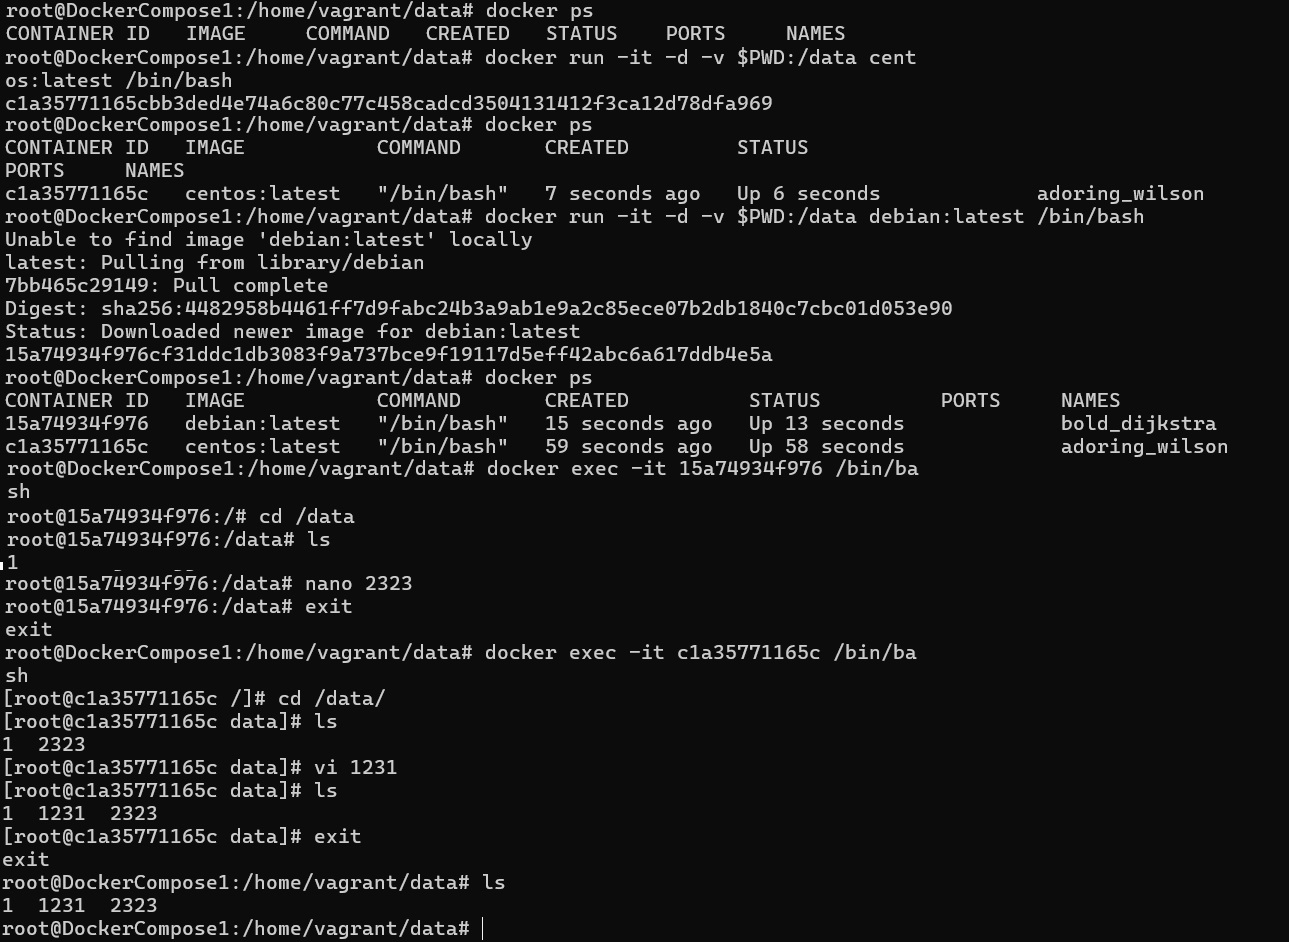 root@DockerCompose1:/home/vagrant/data# docker ps
CONTAINER ID   IMAGE     COMMAND   CREATED   STATUS    PORTS     NAMES
root@DockerCompose1:/home/vagrant/data# docker run -it -d -v $PWD:/data cent
os:latest /bin/bash
c1a35771165cbb3ded4e74a6c80c77c458cadcd3504131412f3ca12d78dfa969
root@DockerCompose1:/home/vagrant/data# docker ps
CONTAINER ID   IMAGE           COMMAND       CREATED         STATUS
PORTS     NAMES
c1a35771165c   centos:latest   "/bin/bash"   7 seconds ago   Up 6 seconds             adoring_wilson
root@DockerCompose1:/home/vagrant/data# docker run -it -d -v $PWD:/data debian:latest /bin/bash
Unable to find image 'debian:latest' locally
latest: Pulling from library/debian
7bb465c29149: Pull complete
Digest: sha256:4482958b4461ff7d9fabc24b3a9ab1e9a2c85ece07b2db1840c7cbc01d053e90
Status: Downloaded newer image for debian:latest
15a74934f976cf31ddc1db3083f9a737bce9f19117d5eff42abc6a617ddb4e5a
root@DockerCompose1:/home/vagrant/data# docker ps
CONTAINER ID   IMAGE           COMMAND       CREATED          STATUS          PORTS     NAMES
15a74934f976   debian:latest   "/bin/bash"   15 seconds ago   Up 13 seconds             bold_dijkstra
c1a35771165c   centos:latest   "/bin/bash"   59 seconds ago   Up 58 seconds             adoring_wilson
root@DockerCompose1:/home/vagrant/data# docker exec -it 15a74934f976 /bin/ba
sh
root@15a74934f976:/# cd /data
root@15a74934f976:/data# ls
1
root@15a74934f976:/data# nano 2323
root@15a74934f976:/data# exit
exit
root@DockerCompose1:/home/vagrant/data# docker exec -it c1a35771165c /bin/ba
sh
[root@c1a35771165c /]# cd /data/
[root@c1a35771165c data]# ls
1  2323
[root@c1a35771165c data]# vi 1231
[root@c1a35771165c data]# ls
1  1231  2323
[root@c1a35771165c data]# exit
exit
root@DockerCompose1:/home/vagrant/data# ls
1  1231  2323
root@DockerCompose1:/home/vagrant/data#